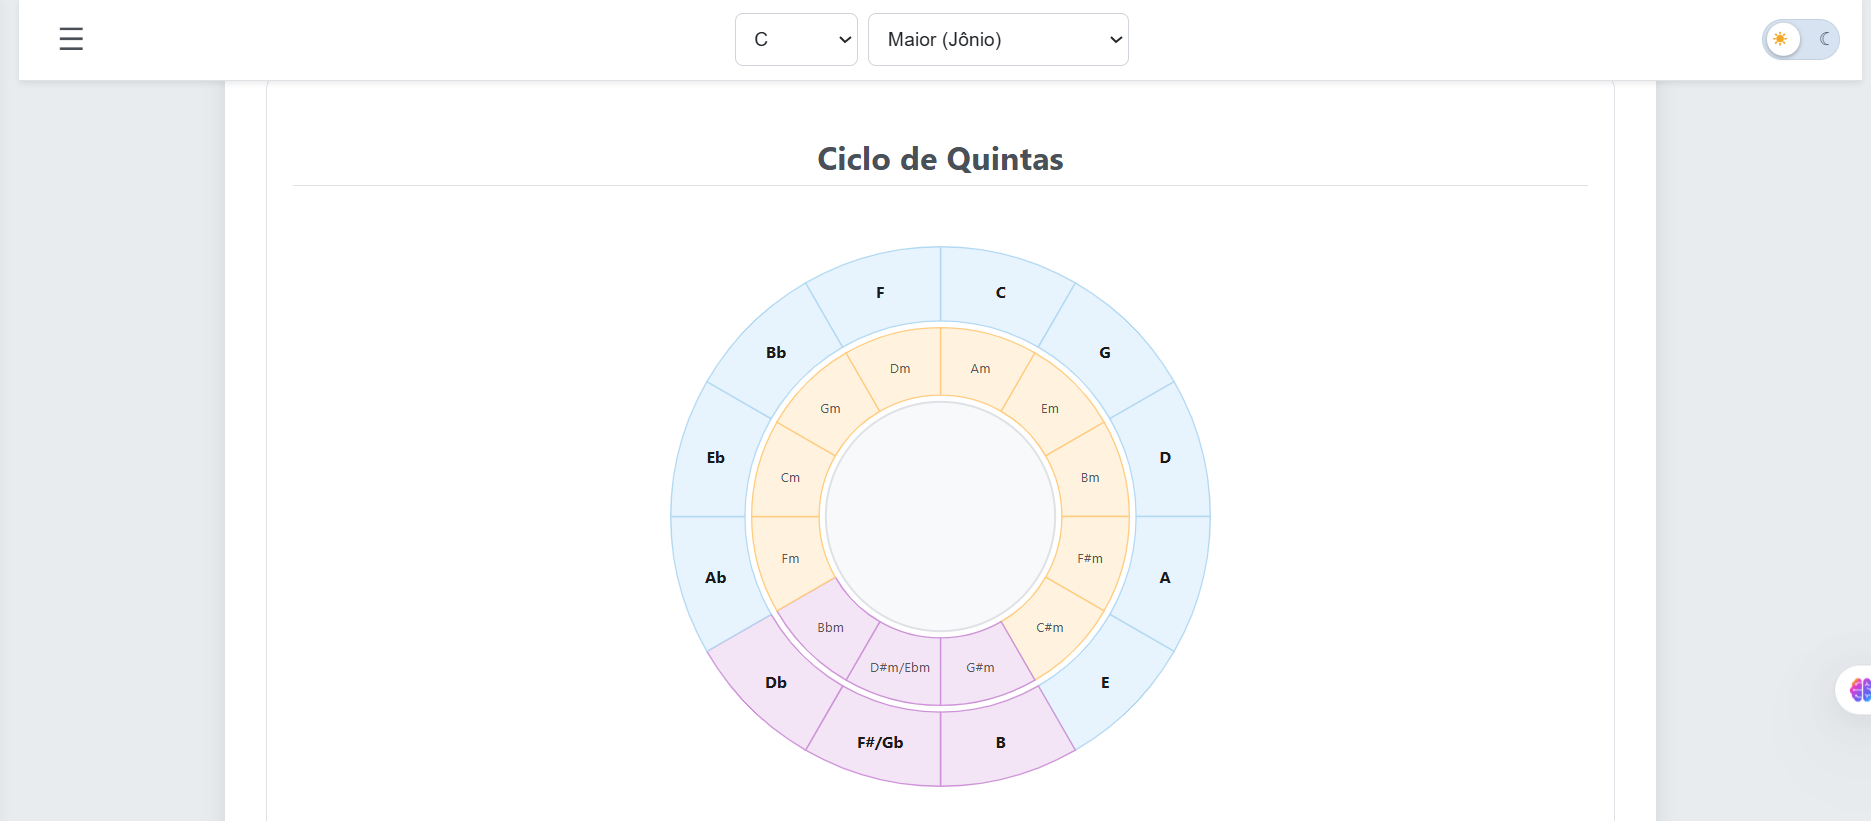 C
Maior (Jônio)
Ciclo de Quintas
F
C
Bb
G
Dm
Am
Gm
Em
Eb
D
Cm
Bm
Fm
F#m
Ab
A
Bbm
C#m
D#m/Ebm
G#m
Db
E
F#/Gb
B